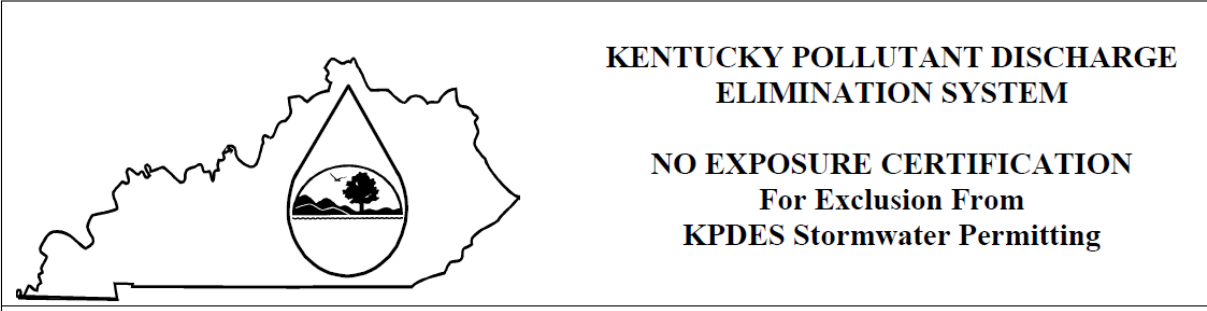 KENTUCKY POLLUTANT DISCHARGE
ELIMINATION SYSTEM
NO EXPOSURE CERTIFICATION
For Exclusion From
KPDES Stormwater Permitting